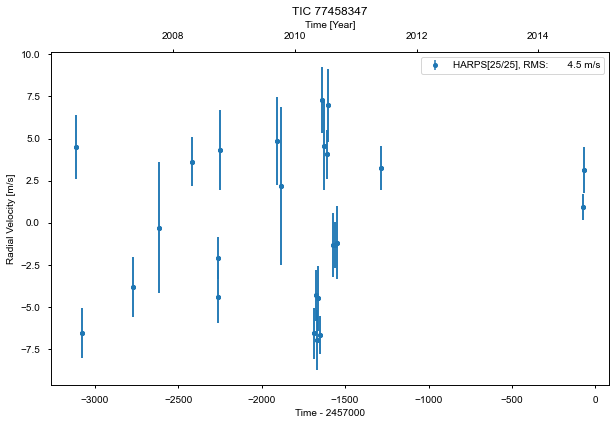 TIC 77458347
Time [Year]
2008 2010 2012 2014
HARPS[25/25], RMS: 4.5 m/s
Radial Velocity [m/s]
10.0
7.5
5.0
2.5
0.0
−2.5
−5.0
−7.5
−3000 −2500 −2000 −1500 −1000 −500 0
Time - 2457000